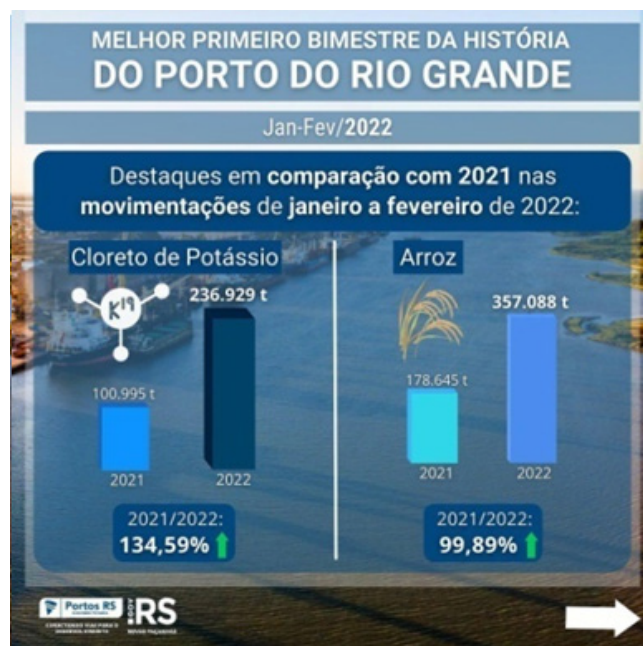 MELHOR PRIMEIRO BIMESTRE DA HISTÓRIA
DO PORTO DO RIO GRANDE
Jan-Fev/2022
Destaques em comparação com 2021 nas
movimentações de janeiro a fevereiro de 2022:
Cloreto de Potássio
K19
236.929 t
100.995 t
2021
2022
2021/2022:
134,59%
Arroz
357.088 t
178.645 t
2021
2022
2021/2022:
99,89%
Portos RS
GOV
RS